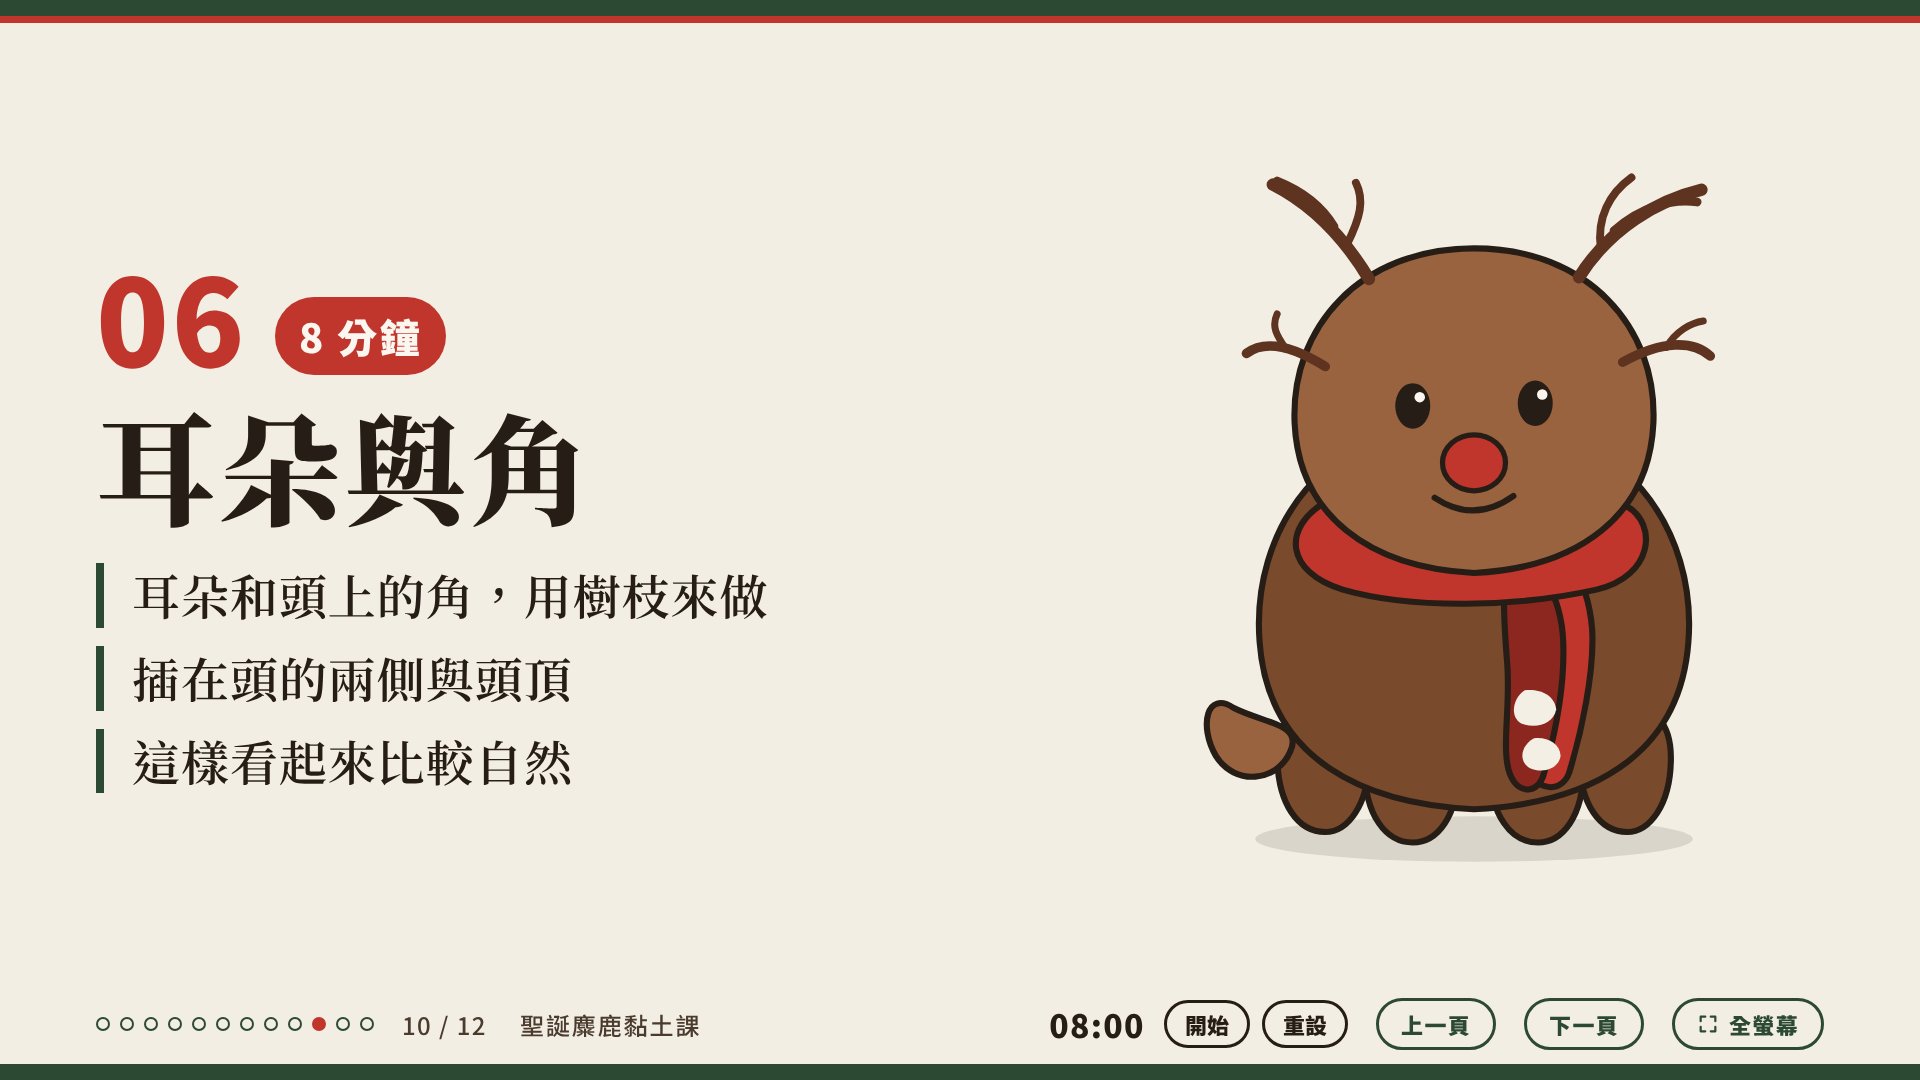 06
8 分鐘
耳朵與角
耳朵和頭上的角，用樹枝來做
插在頭的兩側與頭頂
這樣看起來比較自然
10 / 12
聖誕麋鹿黏土課
08:00
開始
重設
上一頁
下一頁
全螢幕